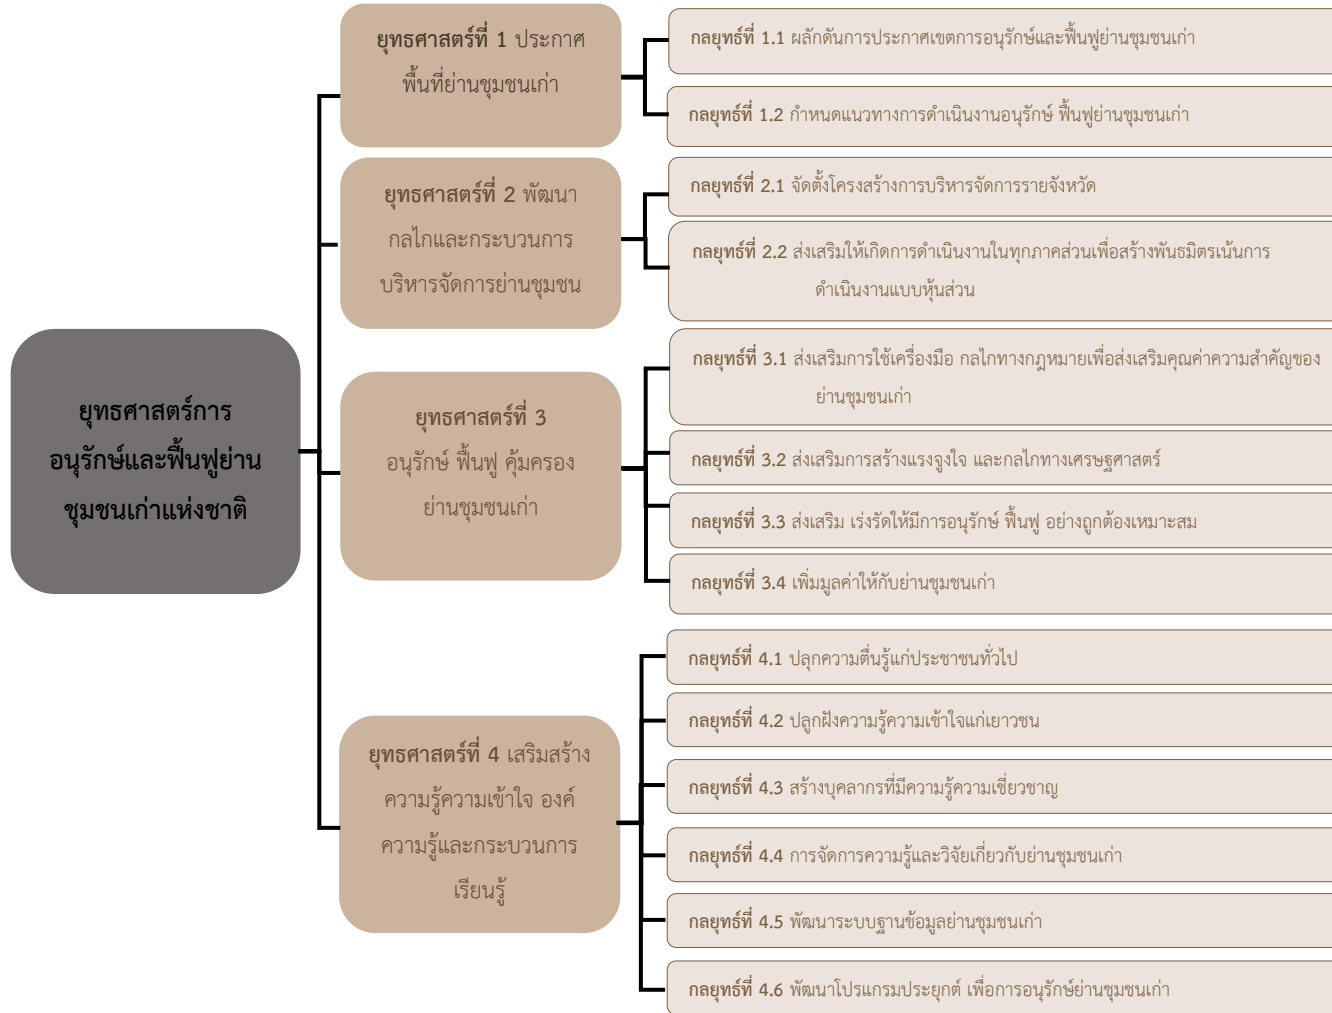 ยุทธศาสตร์การ
อนุรักษ์และฟื้นฟูย่าน
ชุมชนเก่าแห่งชาติ
ยุทธศาสตร์ที่ 1 ประกาศ
พื้นที่ย่านชุมชนเก่า
กลยุทธ์ที่ 1.1 ผลักดันการประกาศเขตการอนุรักษ์และฟื้นฟูย่านชุมชนเก่า
กลยุทธ์ที่ 1.2 กำหนดแนวทางการดำเนินงานอนุรักษ์ ฟื้นฟูย่านชุมชนเก่า
ยุทธศาสตร์ที่ 2 พัฒนา
กลไกและกระบวนการ
บริหารจัดการย่านชุมชน
กลยุทธ์ที่ 2.1 จัดตั้งโครงสร้างการบริหารจัดการรายจังหวัด
กลยุทธ์ที่ 2.2 ส่งเสริมให้เกิดการดำเนินงานในทุกภาคส่วนเพื่อสร้างพันธมิตรเน้นการ
ดำเนินงานแบบหุ้นส่วน
ยุทธศาสตร์ที่ 3
อนุรักษ์ ฟื้นฟู คุ้มครอง
ย่านชุมชนเก่า
กลยุทธ์ที่ 3.1 ส่งเสริมการใช้เครื่องมือ กลไกทางกฎหมายเพื่อส่งเสริมคุณค่าความสำคัญของ
ย่านชุมชนเก่า
กลยุทธ์ที่ 3.2 ส่งเสริมการสร้างแรงจูงใจ และกลไกทางเศรษฐศาสตร์
กลยุทธ์ที่ 3.3 ส่งเสริม เร่งรัดให้มีการอนุรักษ์ ฟื้นฟู อย่างถูกต้องเหมาะสม
กลยุทธ์ที่ 3.4 เพิ่มมูลค่าให้กับย่านชุมชนเก่า
ยุทธศาสตร์ที่ 4 เสริมสร้าง
ความรู้ความเข้าใจ องค์
ความรู้และกระบวนการ
เรียนรู้
กลยุทธ์ที่ 4.1 ปลุกความตื่นรู้แก่ประชาชนทั่วไป
กลยุทธ์ที่ 4.2 ปลูกฝังความรู้ความเข้าใจแก่เยาวชน
กลยุทธ์ที่ 4.3 สร้างบุคลากรที่มีความรู้ความเชี่ยวชาญ
กลยุทธ์ที่ 4.4 การจัดการความรู้และวิจัยเกี่ยวกับย่านชุมชนเก่า
กลยุทธ์ที่ 4.5 พัฒนาระบบฐานข้อมูลย่านชุมชนเก่า
กลยุทธ์ที่ 4.6 พัฒนาโปรแกรมประยุกต์ เพื่อการอนุรักษ์ย่านชุมชนเก่า